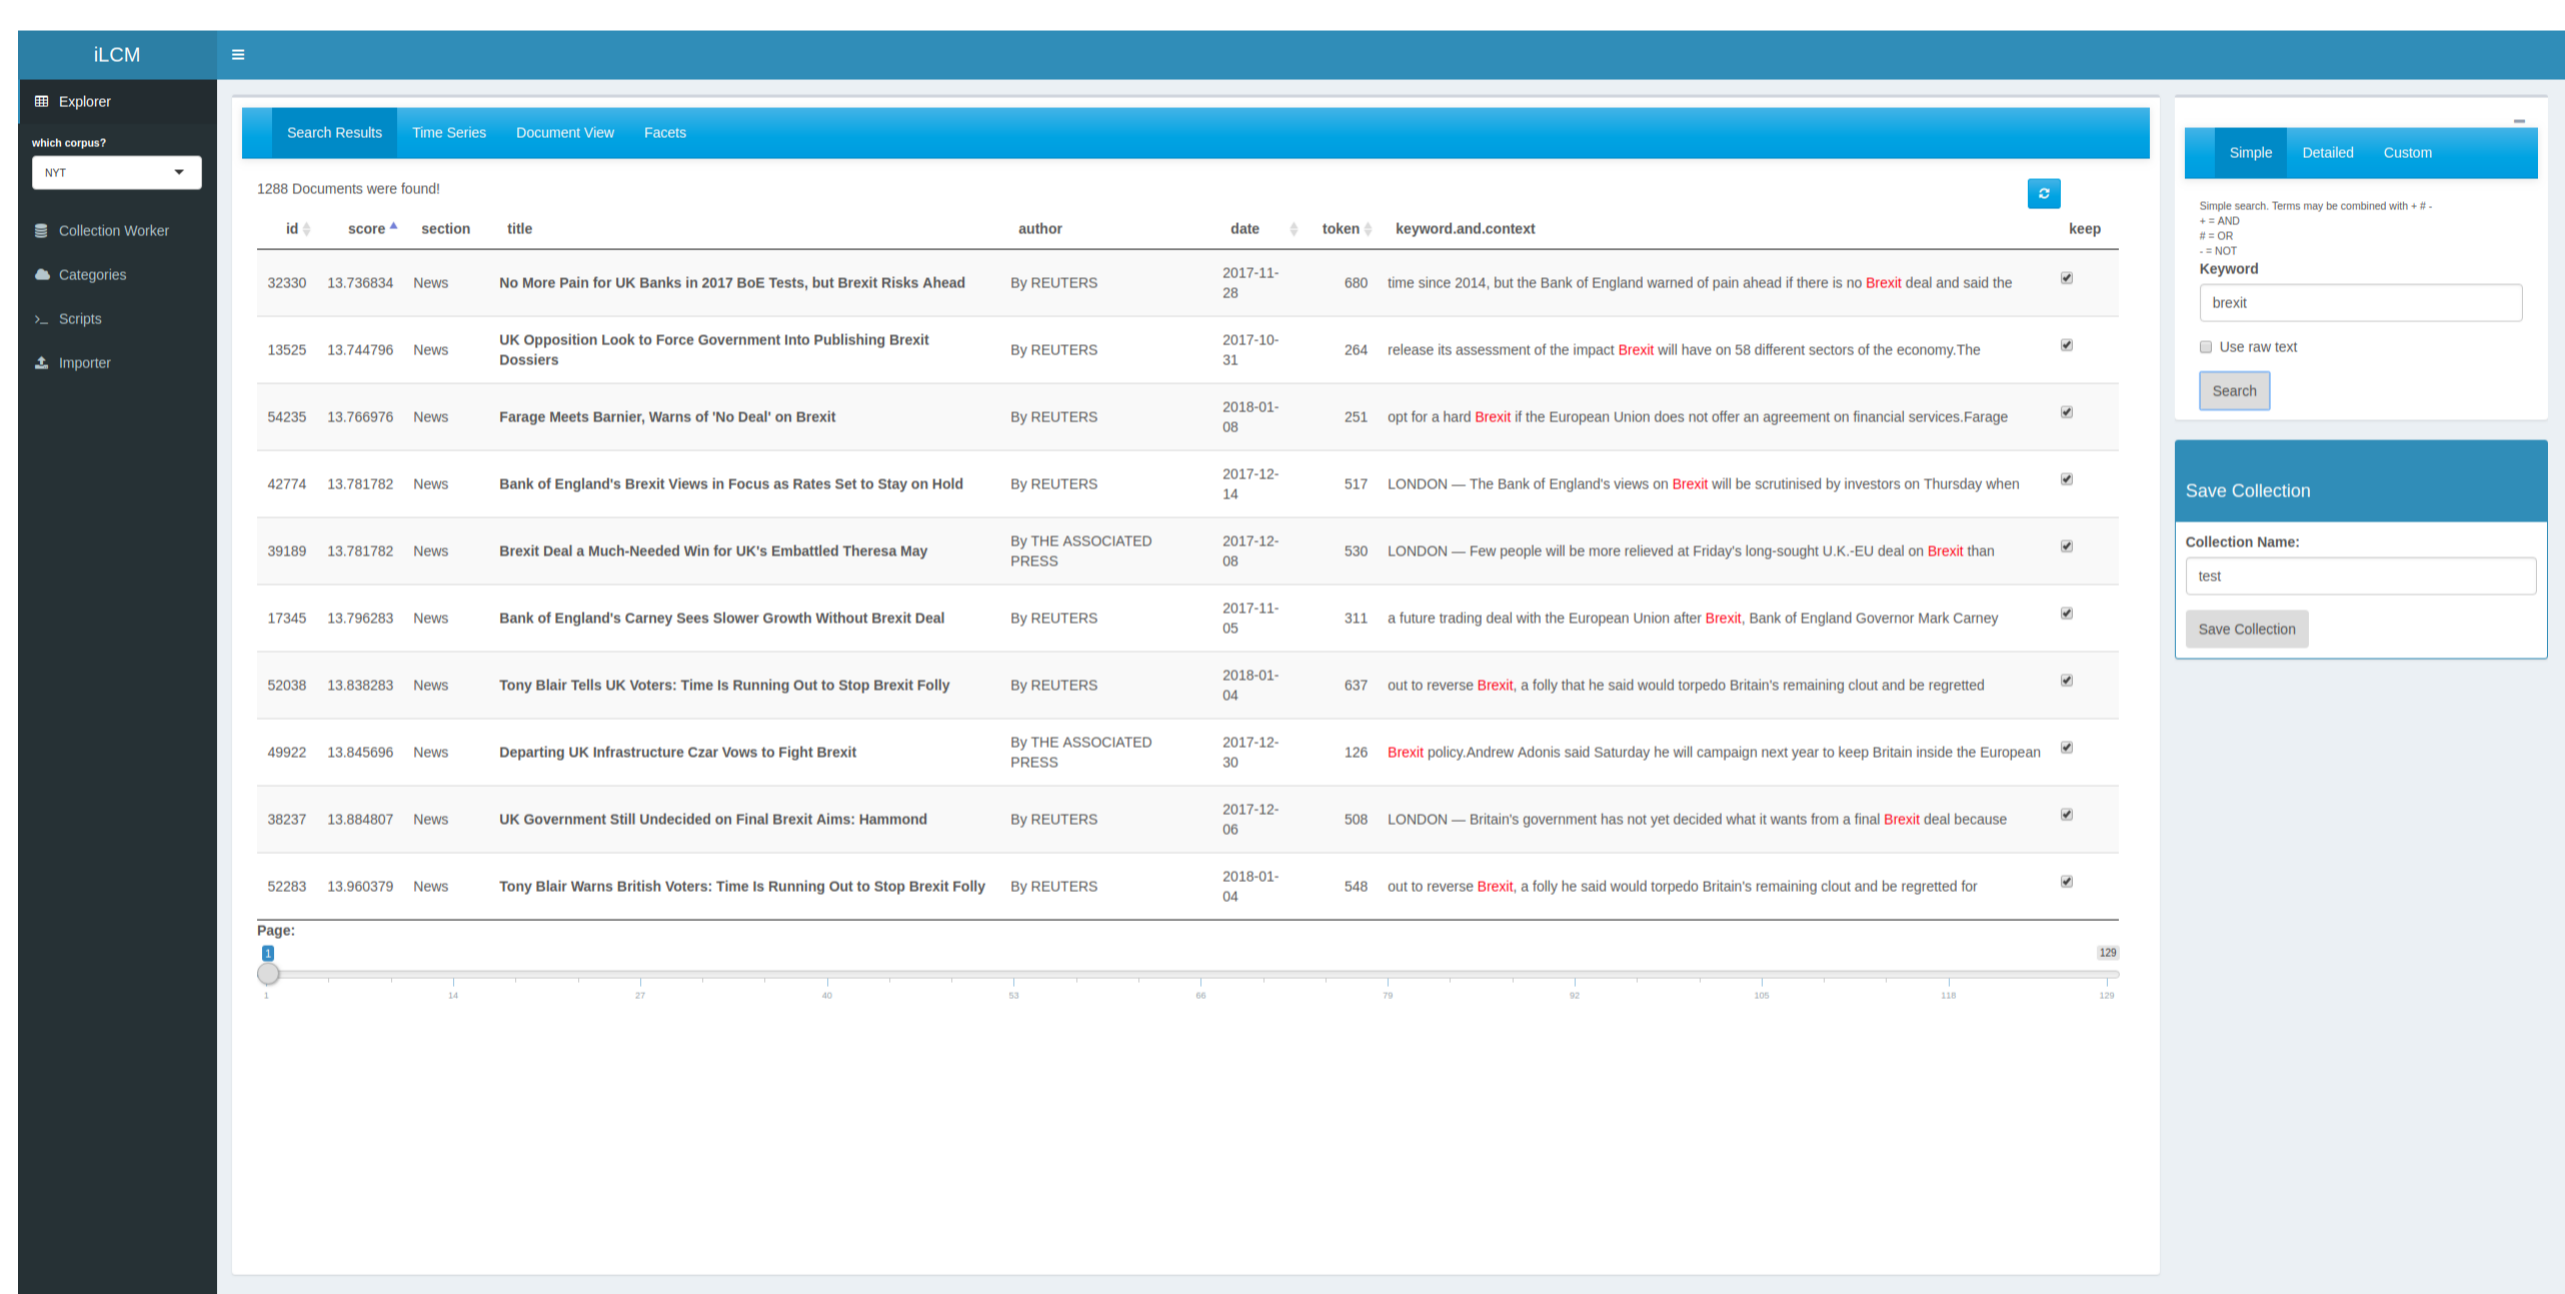 iLCM
Explorer
which corpus?
NYT
Collection Worker
Categories
Scripts
Importer
Search Results Time Series Document View Facets
1288 Documents were found!
id score section title author date token keyword.and.context keep
32330 13.736834 News No More Pain for UK Banks in 2017 BoE Tests, but Brexit Risks Ahead By REUTERS 2017-11- 680 time since 2014, but the Bank of England warned of pain ahead if there is no Brexit deal and said the
28
13525 13.744796 News UK Opposition Look to Force Government Into Publishing Brexit By REUTERS 2017-10- 264 release its assessment of the impact Brexit will have on 58 different sectors of the economy.The
Dossiers 31
54235 13.766976 News Farage Meets Barnier, Warns of 'No Deal' on Brexit By REUTERS 2018-01- 251 opt for a hard Brexit if the European Union does not offer an agreement on financial services.Farage
08
42774 13.781782 News Bank of England's Brexit Views in Focus as Rates Set to Stay on Hold By REUTERS 2017-12- 517 LONDON — The Bank of England's views on Brexit will be scrutinised by investors on Thursday when
14
39189 13.781782 News Brexit Deal a Much-Needed Win for UK's Embattled Theresa May By THE ASSOCIATED 2017-12- 530 LONDON — Few people will be more relieved at Friday's long-sought U.K.-EU deal on Brexit than
PRESS 08
17345 13.796283 News Bank of England's Carney Sees Slower Growth Without Brexit Deal By REUTERS 2017-11- 311 a future trading deal with the European Union after Brexit, Bank of England Governor Mark Carney
05
52038 13.838283 News Tony Blair Tells UK Voters: Time Is Running Out to Stop Brexit Folly By REUTERS 2018-01- 637 out to reverse Brexit, a folly that he said would torpedo Britain's remaining clout and be regretted
04
49922 13.845696 News Departing UK Infrastructure Czar Vows to Fight Brexit By THE ASSOCIATED 2017-12- 126 Brexit policy.Andrew Adonis said Saturday he will campaign next year to keep Britain inside the European
PRESS 30
38237 13.884807 News UK Government Still Undecided on Final Brexit Aims: Hammond By REUTERS 2017-12- 508 LONDON — Britain's government has not yet decided what it wants from a final Brexit deal because
06
52283 13.960379 News Tony Blair Warns British Voters: Time Is Running Out to Stop Brexit Folly By REUTERS 2018-01- 548 out to reverse Brexit, a folly he said would torpedo Britain's remaining clout and be regretted for
04
Page:
1 129
1 14 27 40 53 66 79 92 105 118 129
Simple Detailed Custom
Simple search. Terms may be combined with + # -
+ = AND
# = OR
- = NOT
Keyword
brexit
Use raw text
Search
Save Collection
Collection Name:
test
Save Collection